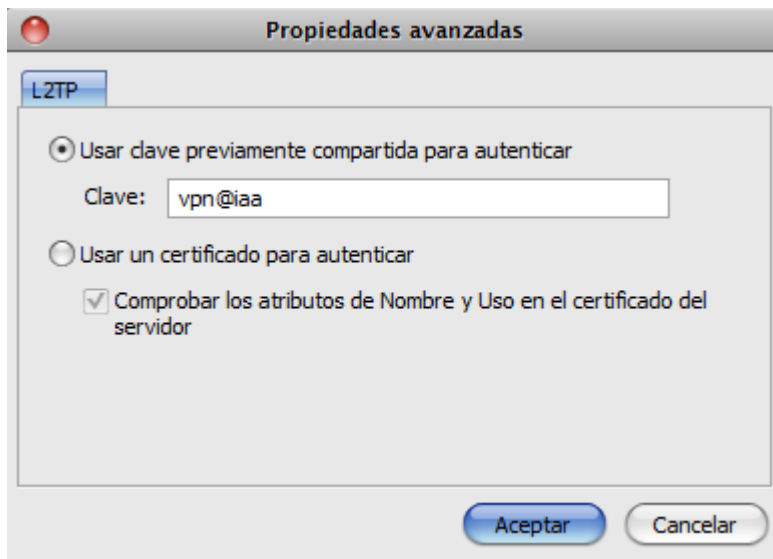 Propiedades avanzadas
L2TP
Usar clave previamente compartida para autenticar
Clave: vpn@iaa
Usar un certificado para autenticar
Comprobar los atributos de Nombre y Uso en el certificado del
servidor
Aceptar Cancelar